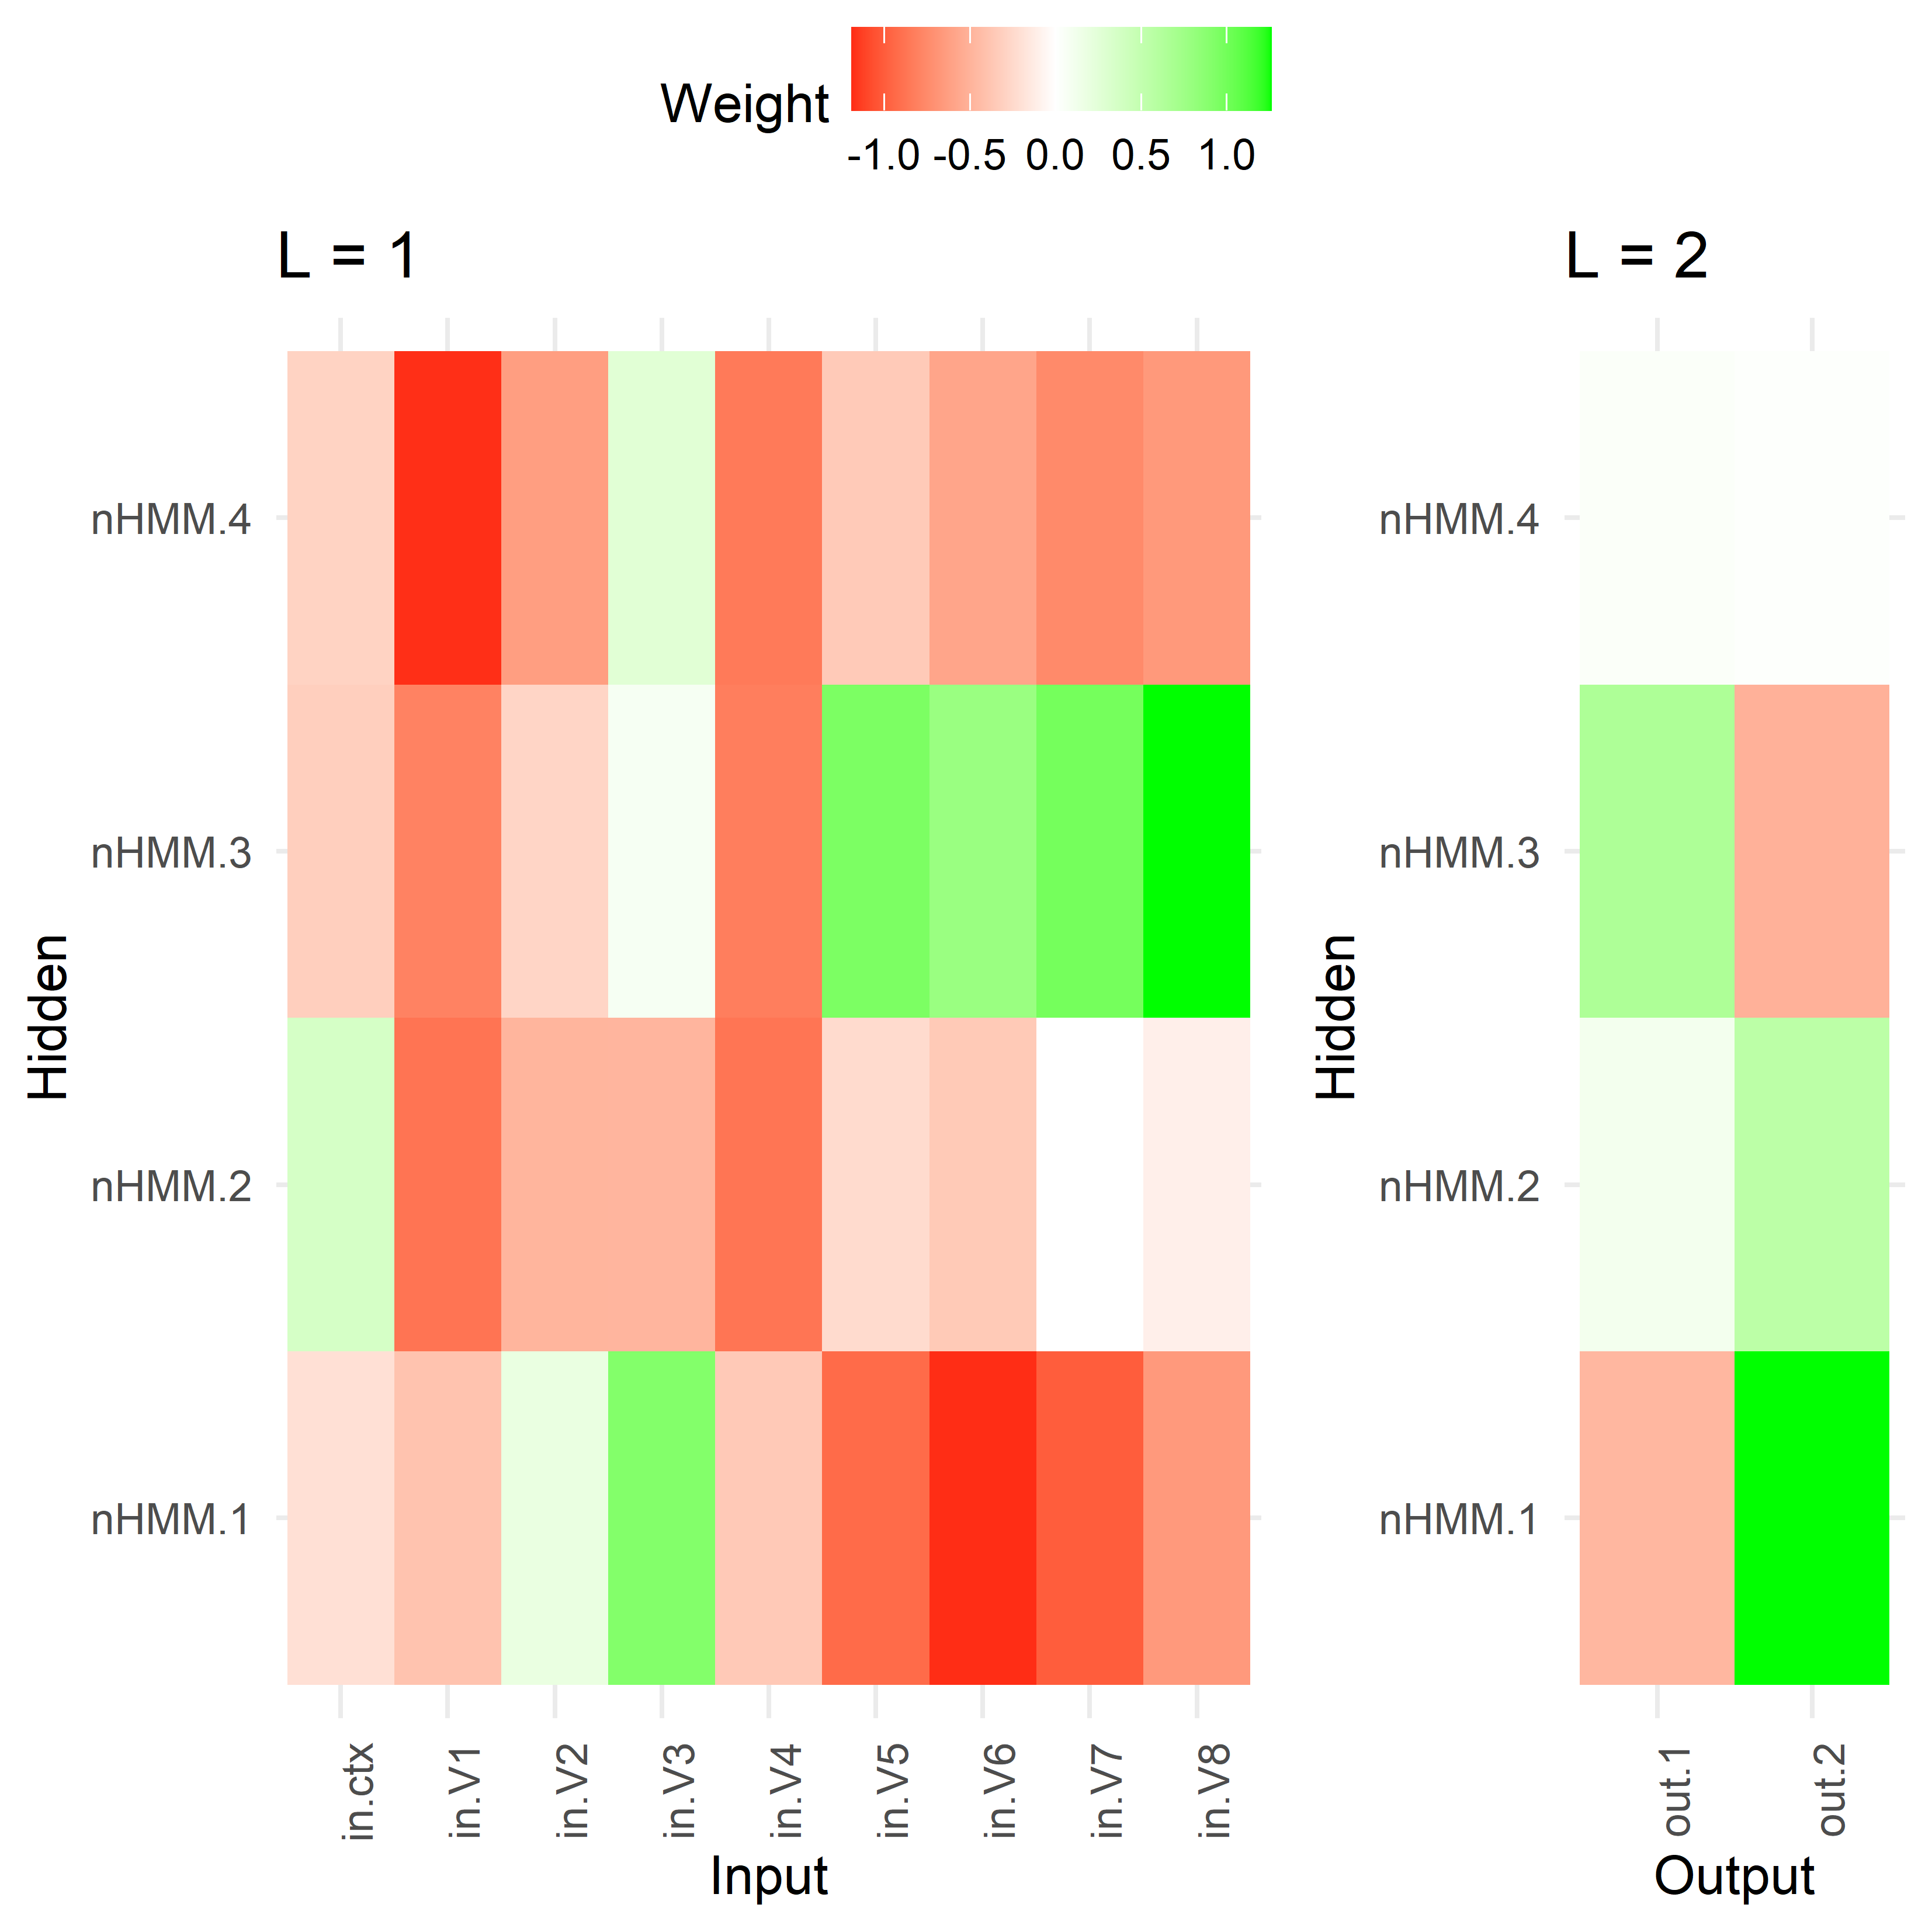 Weight
-1.0 -0.5 0.0 0.5 1.0
L = 1
nHMM.4
nHMM.3
nHMM.2
nHMM.1
Hidden
in.ctx in.V1 in.V2 in.V3 in.V4 in.V5 in.V6 in.V7 in.V8
Input
L = 2
nHMM.4
nHMM.3
nHMM.2
nHMM.1
Hidden
out.1 out.2
Output